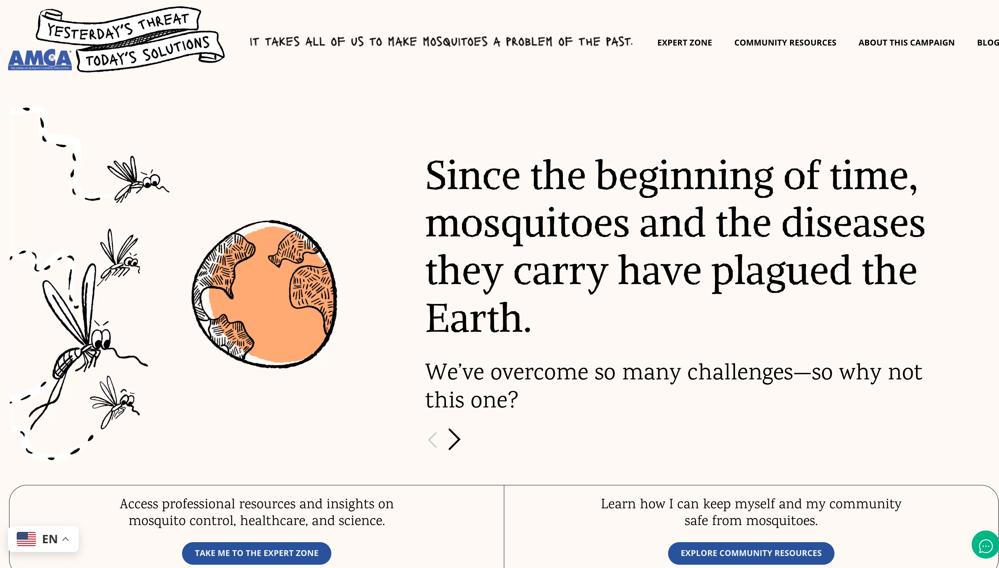 YESTERDAY'S THREAT
TODAY'S SOLUTIONS
AMCA
THE AMERICAN MOSQUITO CONTROL ASSOCIATION
IT TAKES ALL OF US TO MAKE MOSQUITOES A PROBLEM OF THE PAST.
EXPERT ZONE
COMMUNITY RESOURCES
ABOUT THIS CAMPAIGN
BLOG
Since the beginning of time,
mosquitoes and the diseases
they carry have plagued the
Earth.
We’ve overcome so many challenges—so why not
this one?
Access professional resources and insights on
mosquito control, healthcare, and science.
TAKE ME TO THE EXPERT ZONE
Learn how I can keep myself and my community
safe from mosquitoes.
EXPLORE COMMUNITY RESOURCES
EN